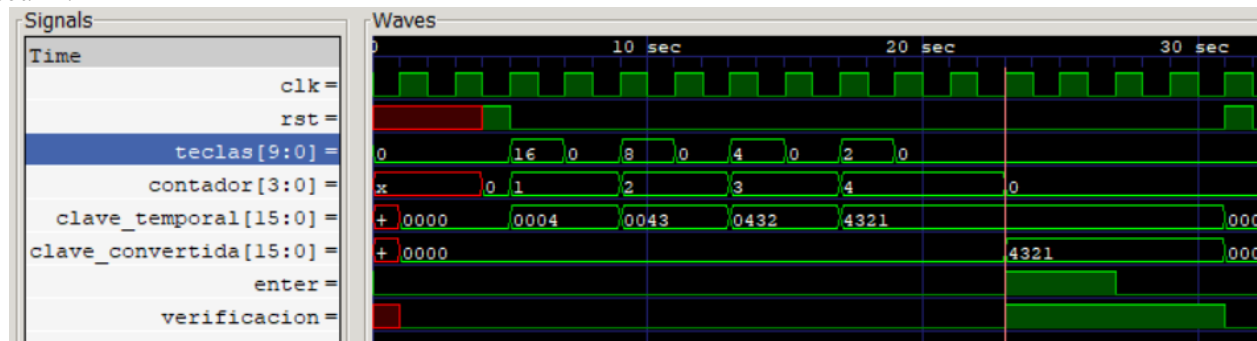 Signals
Waves
Time
0 10 sec 20 sec 30 sec
clk=
rst=
teclas[9:0] = 0 16 0 8 0 4 0 2 0
contador[3:0] = x 0 1 2 3 4 0
clave_temporal[15:0] = + 0000 0004 0043 0432 4321 000
clave_convertida[15:0] = + 0000 4321 000
enter=
verificacion=